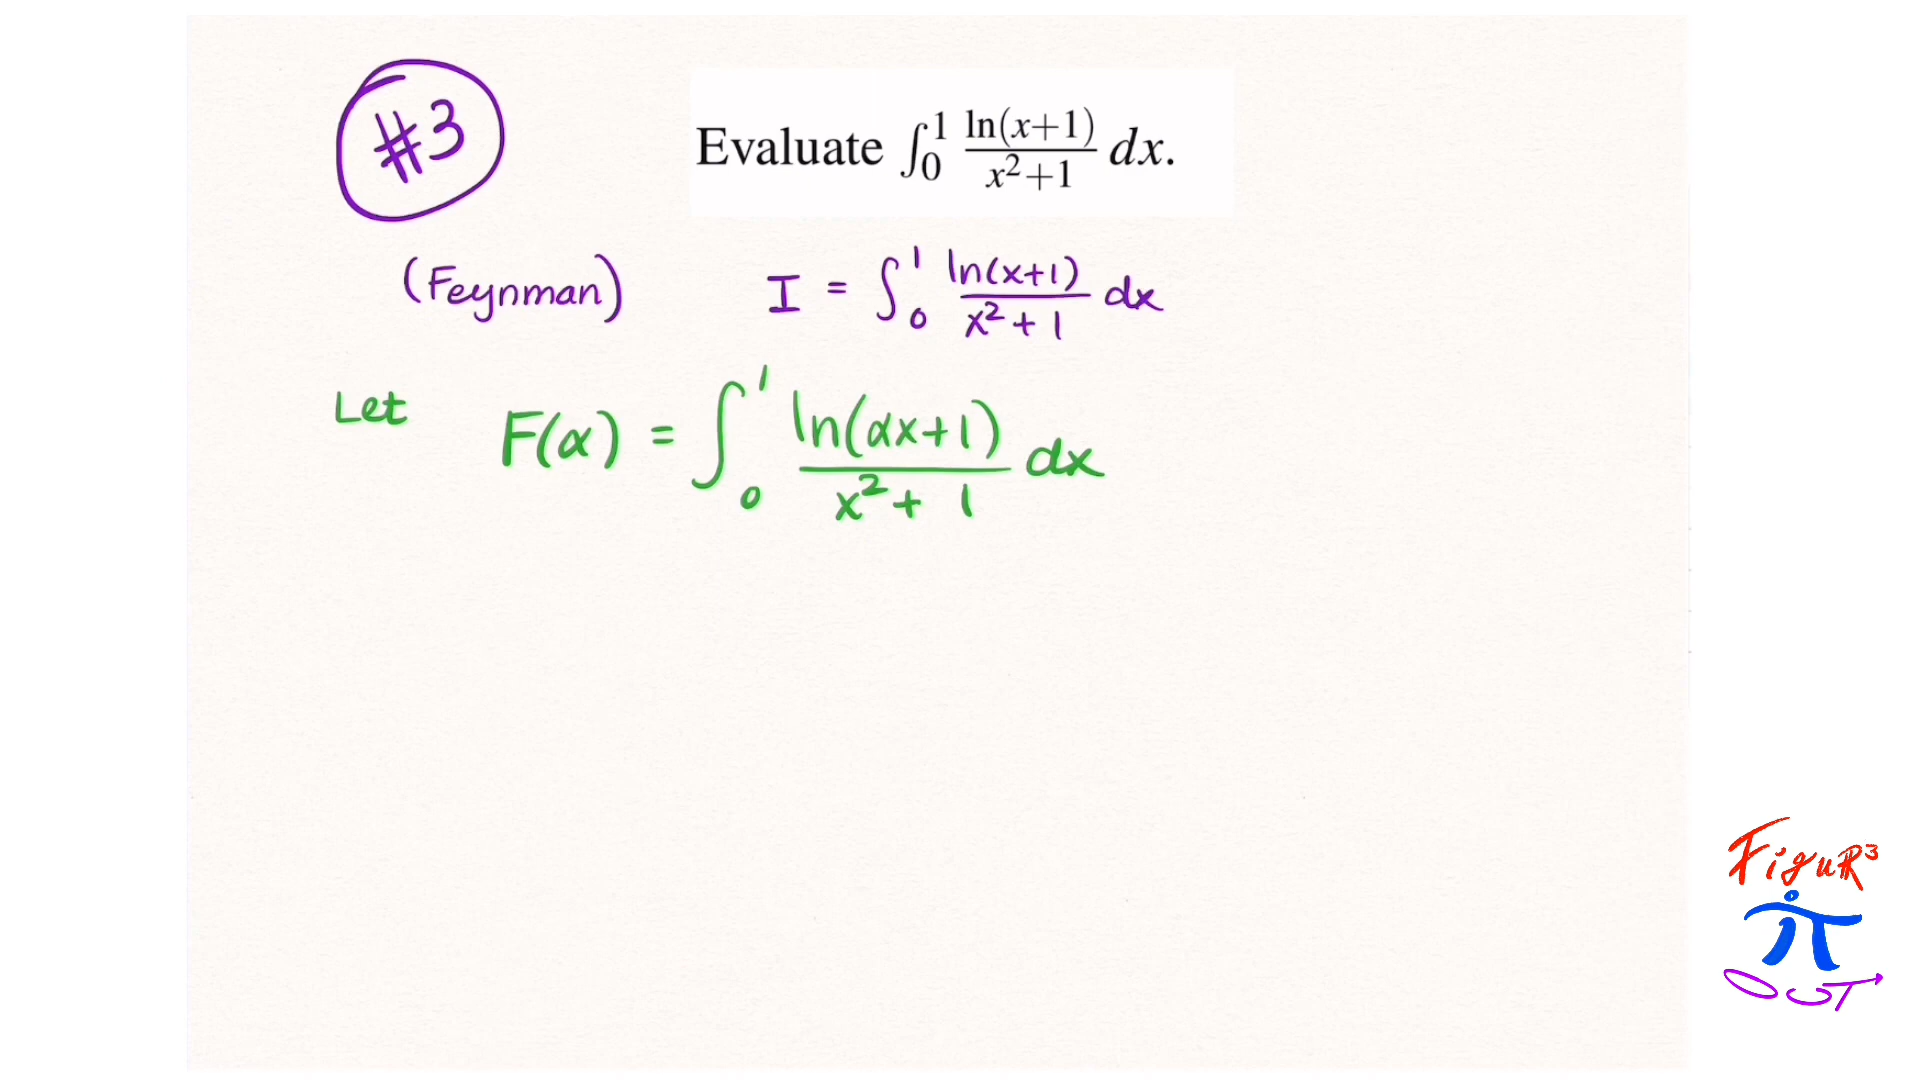 #3
Evaluate ∫₀¹ ln(x+1)/(x²+1) dx.
(Feynman) I = ∫₀¹ ln(x+1)/(x²+1) dx
Let F(α) = ∫₀¹ ln(αx+1)/(x²+1) dx
FiguR³
π
OUT